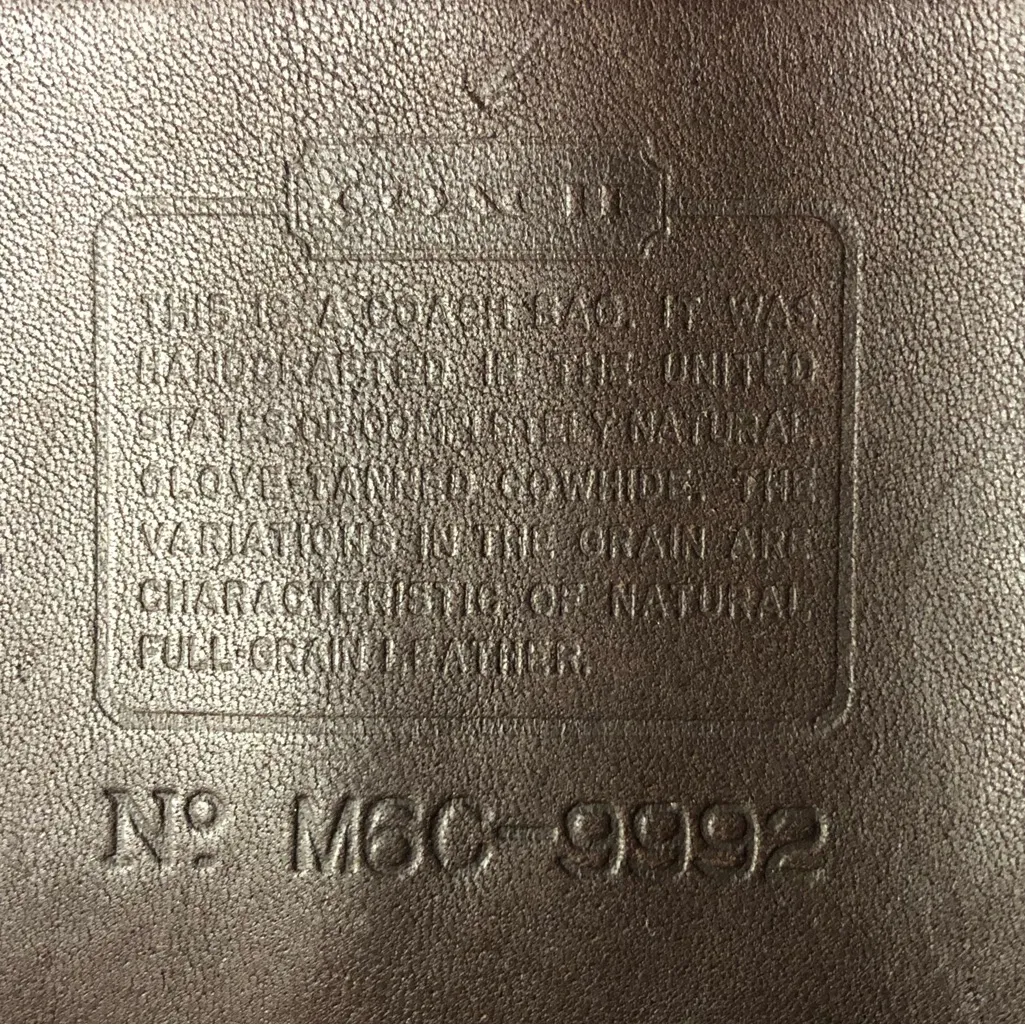 COACH
THIS IS A COACH BAG. IT WAS
HANDCRAFTED IN THE UNITED
STATES OF COMPLETELY NATURAL
GLOVE-TANNED COWHIDE. THE
VARIATIONS IN THE GRAIN ARE
CHARACTERISTIC OF NATURAL
FULL-GRAIN LEATHER.
Nº M6C-9992